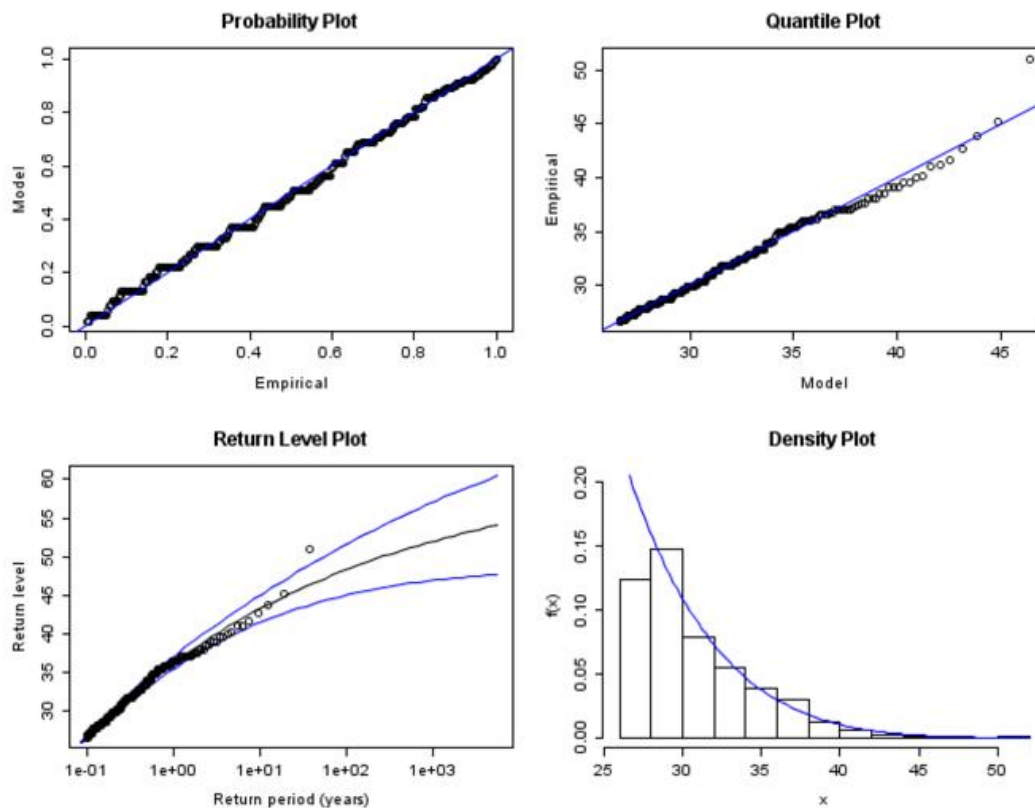 Probability Plot
Model
0.0 0.2 0.4 0.6 0.8 1.0
0.0 0.2 0.4 0.6 0.8 1.0
Empirical
Quantile Plot
Empirical
30 35 40 45 50
30 35 40 45
Model
Return Level Plot
Return level
30 35 40 45 50 55 60
1e-01 1e+00 1e+01 1e+02 1e+03
Return period (years)
Density Plot
f(x)
0.00 0.05 0.10 0.15 0.20
25 30 35 40 45 50
x